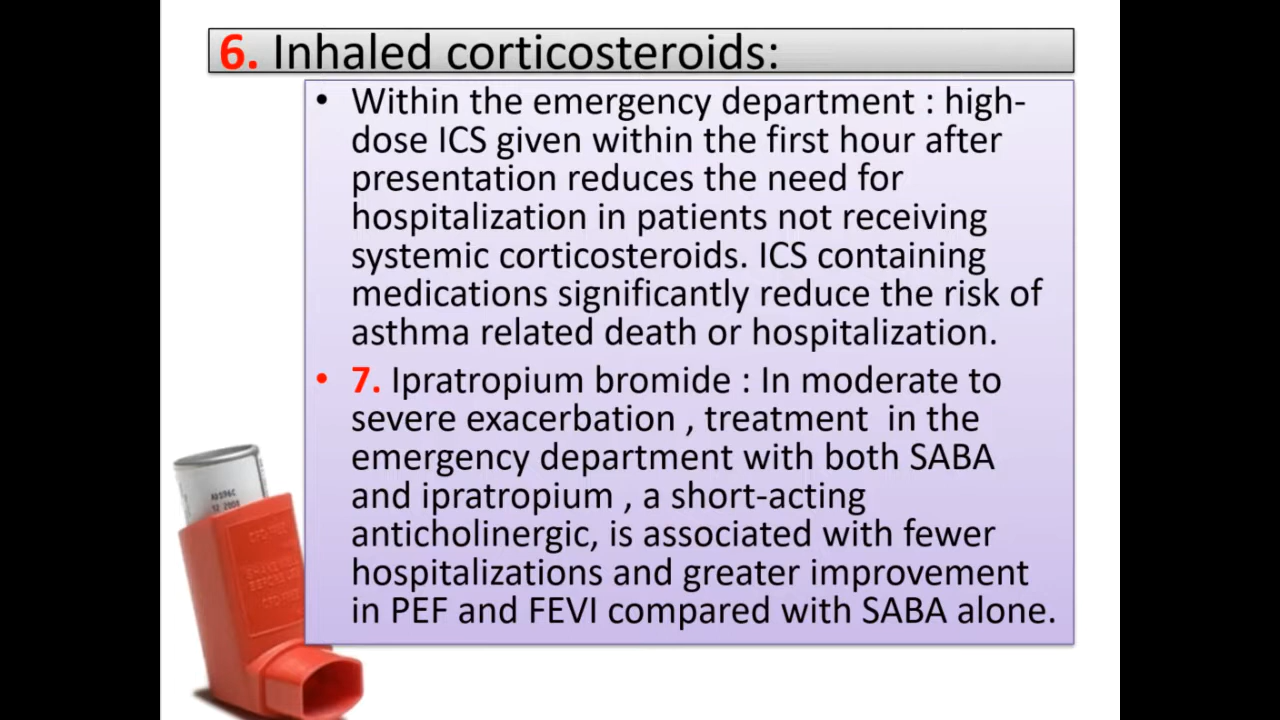 6. Inhaled corticosteroids:
• Within the emergency department : high-
dose ICS given within the first hour after
presentation reduces the need for
hospitalization in patients not receiving
systemic corticosteroids. ICS containing
medications significantly reduce the risk of
asthma related death or hospitalization.
• 7. Ipratropium bromide : In moderate to
severe exacerbation , treatment  in the
emergency department with both SABA
and ipratropium , a short-acting
anticholinergic, is associated with fewer
hospitalizations and greater improvement
in PEF and FEVI compared with SABA alone.